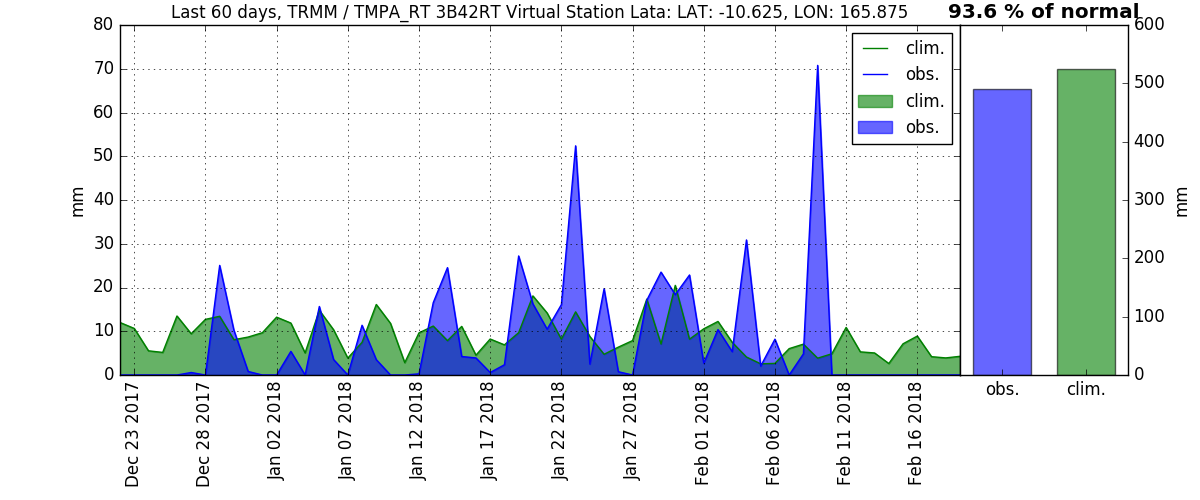 Last 60 days, TRMM / TMPA_RT 3B42RT Virtual Station Lata: LAT: -10.625, LON: 165.875
93.6 % of normal
80
70
60
50
40
30
20
10
0
mm
clim.
obs.
clim.
obs.
600
500
400
300
200
100
0
mm
Dec 23 2017
Dec 28 2017
Jan 02 2018
Jan 07 2018
Jan 12 2018
Jan 17 2018
Jan 22 2018
Jan 27 2018
Feb 01 2018
Feb 06 2018
Feb 11 2018
Feb 16 2018
obs.
clim.